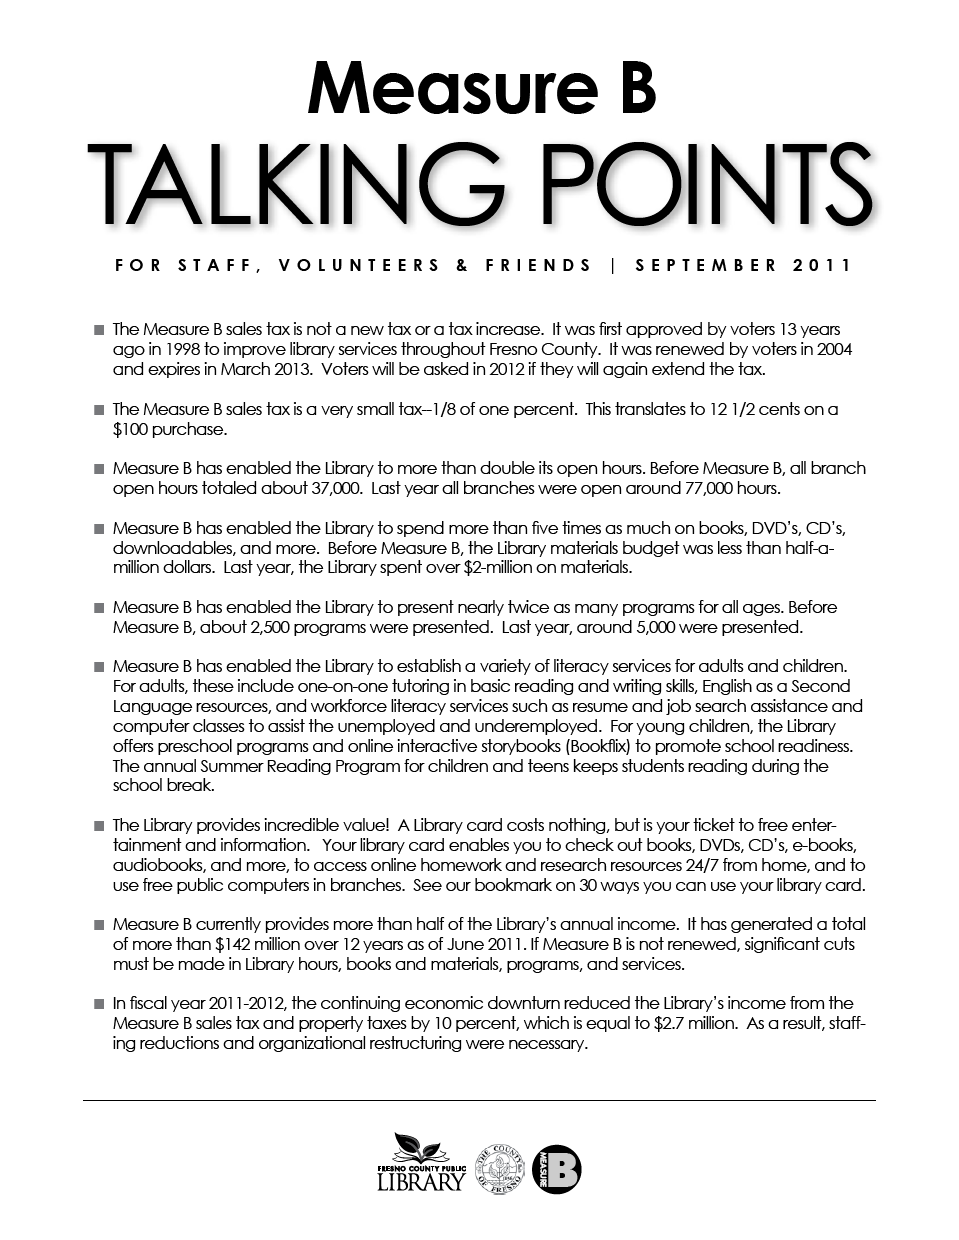 Measure B
TALKING POINTS
FOR STAFF, VOLUNTEERS & FRIENDS | SEPTEMBER 2011
■ The Measure B sales tax is not a new tax or a tax increase. It was first approved by voters 13 years
ago in 1998 to improve library services throughout Fresno County. It was renewed by voters in 2004
and expires in March 2013. Voters will be asked in 2012 if they will again extend the tax.
■ The Measure B sales tax is a very small tax--1/8 of one percent. This translates to 12 1/2 cents on a
$100 purchase.
■ Measure B has enabled the Library to more than double its open hours. Before Measure B, all branch
open hours totaled about 37,000. Last year all branches were open around 77,000 hours.
■ Measure B has enabled the Library to spend more than five times as much on books, DVD's, CD's,
downloadables, and more. Before Measure B, the Library materials budget was less than half-a-
million dollars. Last year, the Library spent over $2-million on materials.
■ Measure B has enabled the Library to present nearly twice as many programs for all ages. Before
Measure B, about 2,500 programs were presented. Last year, around 5,000 were presented.
■ Measure B has enabled the Library to establish a variety of literacy services for adults and children.
For adults, these include one-on-one tutoring in basic reading and writing skills, English as a Second
Language resources, and workforce literacy services such as resume and job search assistance and
computer classes to assist the unemployed and underemployed. For young children, the Library
offers preschool programs and online interactive storybooks (Bookflix) to promote school readiness.
The annual Summer Reading Program for children and teens keeps students reading during the
school break.
■ The Library provides incredible value! A Library card costs nothing, but is your ticket to free enter-
tainment and information. Your library card enables you to check out books, DVDs, CD's, e-books,
audiobooks, and more, to access online homework and research resources 24/7 from home, and to
use free public computers in branches. See our bookmark on 30 ways you can use your library card.
■ Measure B currently provides more than half of the Library's annual income. It has generated a total
of more than $142 million over 12 years as of June 2011. If Measure B is not renewed, significant cuts
must be made in Library hours, books and materials, programs, and services.
■ In fiscal year 2011-2012, the continuing economic downturn reduced the Library's income from the
Measure B sales tax and property taxes by 10 percent, which is equal to $2.7 million. As a result, staff-
ing reductions and organizational restructuring were necessary.
FRESNO COUNTY PUBLIC
LIBRARY
THE COUNTY
OF FRESNO
MEASURE
B